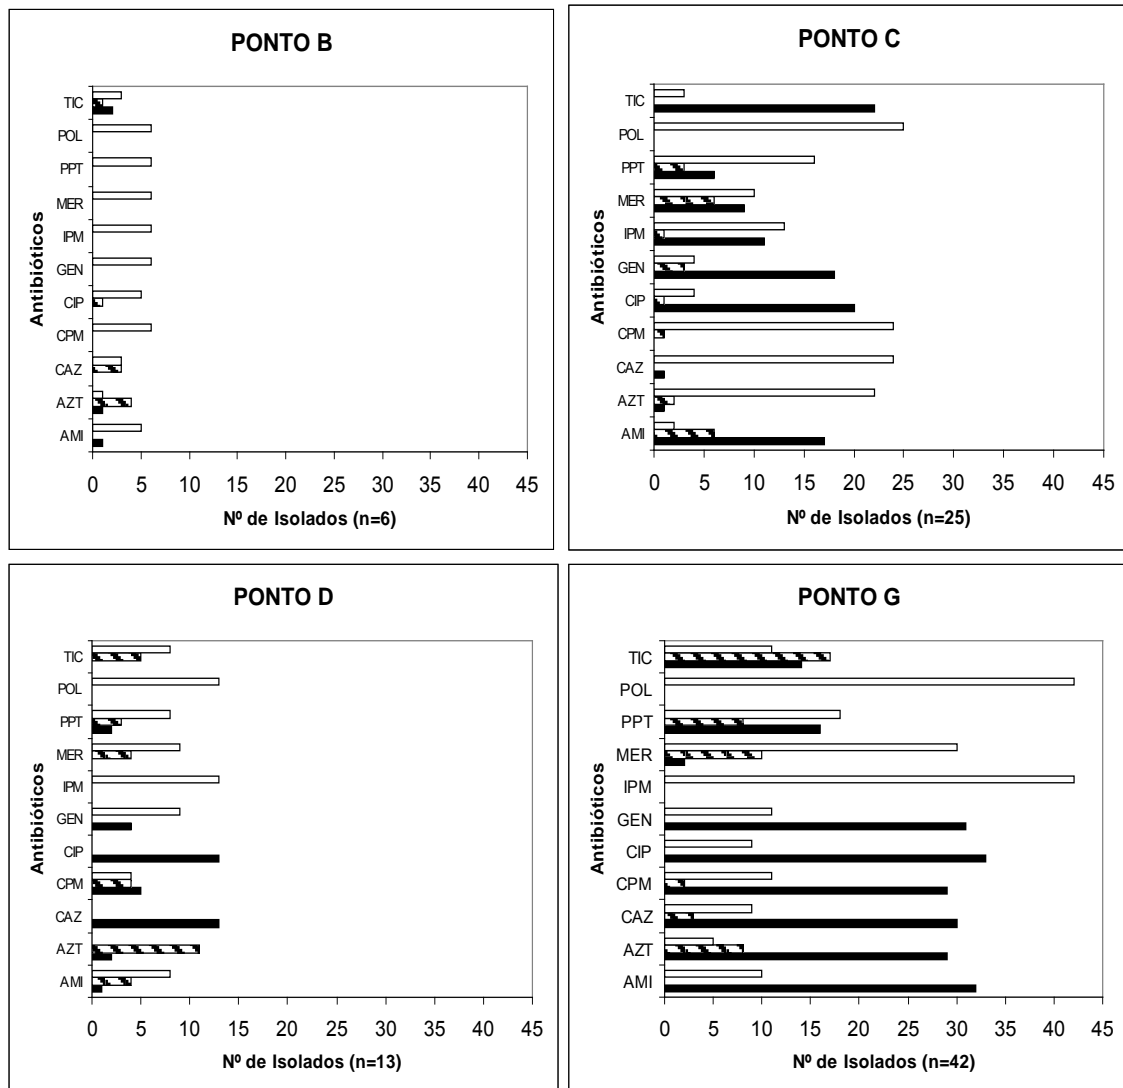 PONTO B
Antibióticos
TIC
POL
PPT
MER
IPM
GEN
CIP
CPM
CAZ
AZT
AMI
0 5 10 15 20 25 30 35 40 45
Nº de Isolados (n=6)
PONTO C
Antibióticos
TIC
POL
PPT
MER
IPM
GEN
CIP
CPM
CAZ
AZT
AMI
0 5 10 15 20 25 30 35 40 45
Nº de Isolados (n=25)
PONTO D
Antibióticos
TIC
POL
PPT
MER
IPM
GEN
CIP
CPM
CAZ
AZT
AMI
0 5 10 15 20 25 30 35 40 45
Nº de Isolados (n=13)
PONTO G
Antibióticos
TIC
POL
PPT
MER
IPM
GEN
CIP
CPM
CAZ
AZT
AMI
0 5 10 15 20 25 30 35 40 45
Nº de Isolados (n=42)